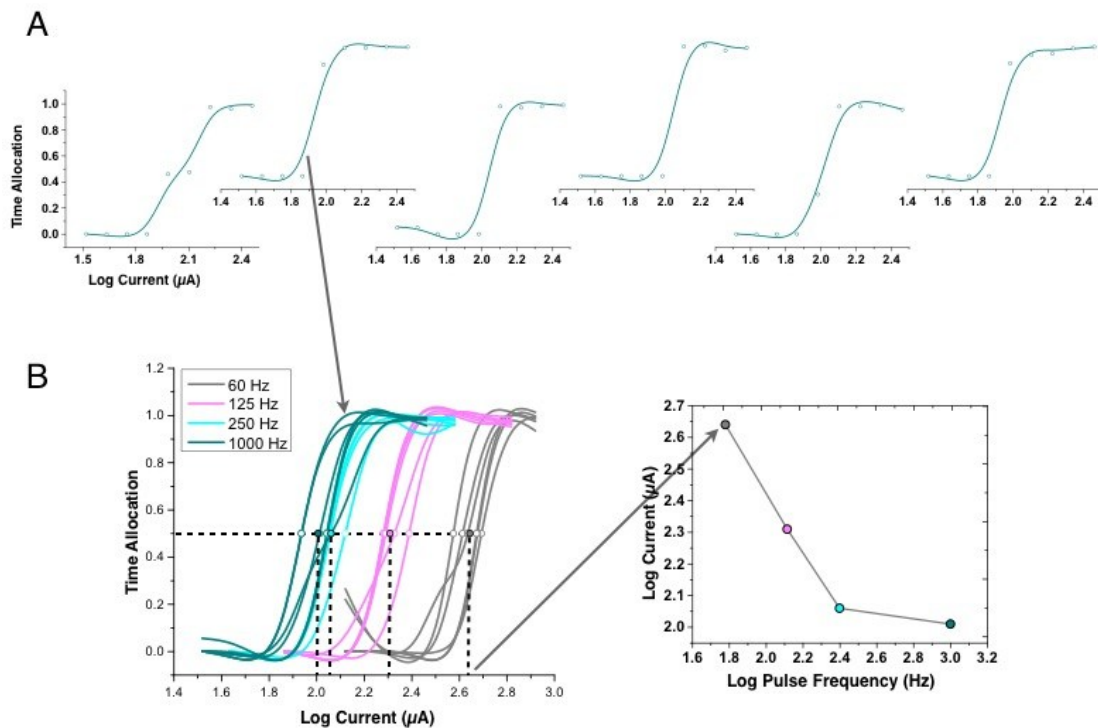 A
Time Allocation
1.0
0.8
0.6
0.4
0.2
0.0
1.5 1.8 2.1 2.4
Log Current (µA)
1.4 1.6 1.8 2.0 2.2 2.4
1.4 1.6 1.8 2.0 2.2 2.4
1.4 1.6 1.8 2.0 2.2 2.4
1.4 1.6 1.8 2.0 2.2 2.4
1.4 1.6 1.8 2.0 2.2 2.4
B
Time Allocation
1.2
1.0
0.8
0.6
0.4
0.2
0.0
60 Hz
125 Hz
250 Hz
1000 Hz
1.4 1.6 1.8 2.0 2.2 2.4 2.6 2.8 3.0
Log Current (µA)
Log Current (µA)
2.7
2.6
2.5
2.4
2.3
2.2
2.1
2.0
1.6 1.8 2.0 2.2 2.4 2.6 2.8 3.0 3.2
Log Pulse Frequency (Hz)